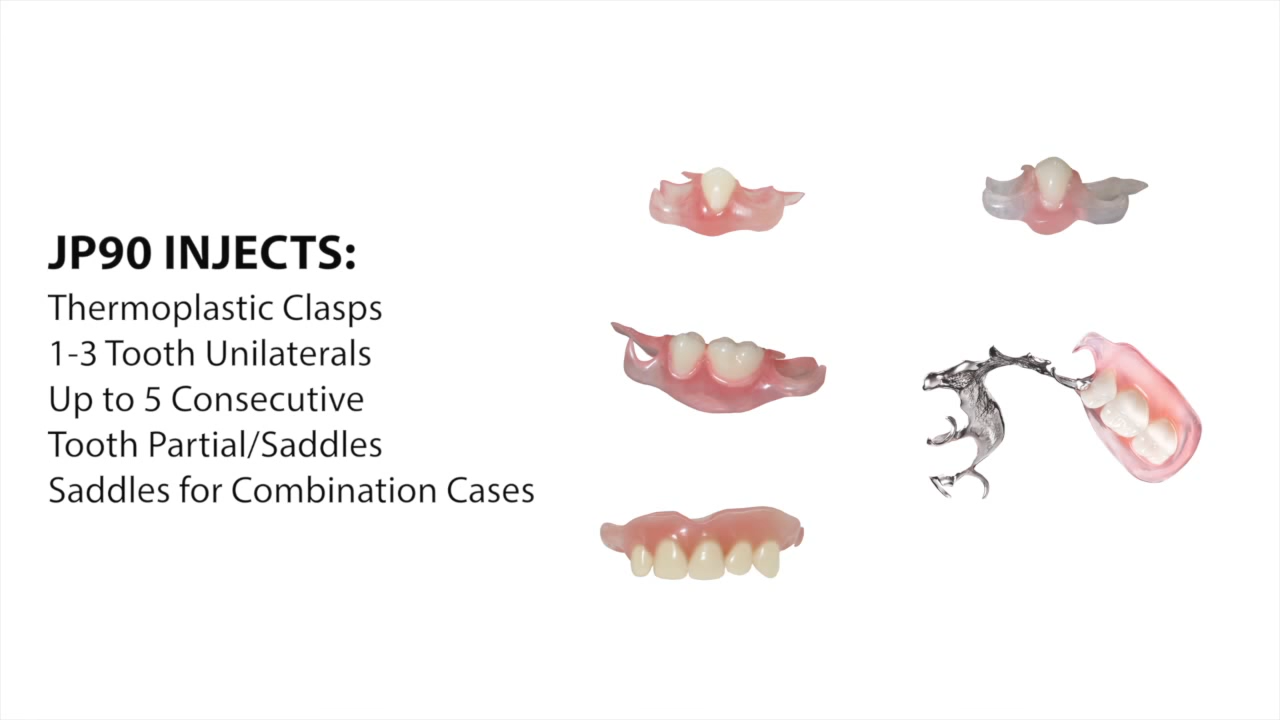 JP90 INJECTS:
Thermoplastic Clasps
1-3 Tooth Unilaterals
Up to 5 Consecutive
Tooth Partial/Saddles
Saddles for Combination Cases